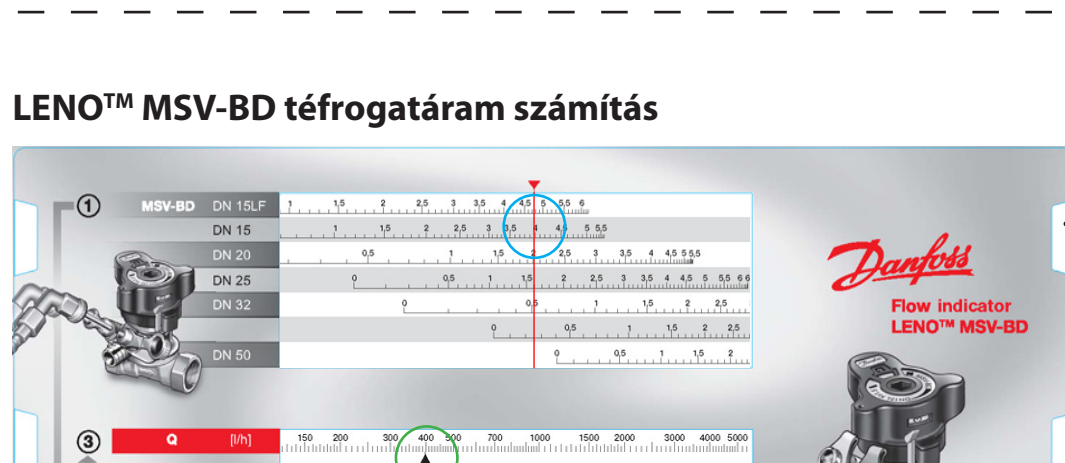 LENO™ MSV-BD téfrogatáram számítás
1 MSV-BD DN 15LF 1 1,5 2 2,5 3 3,5 4 4,5 5 5,5 6
DN 15 1 1,5 2 2,5 3 3,5 4 4,5 5 5,5
DN 20 0,5 1 1,5 2 2,5 3 3,5 4 4,5 5 5,5
DN 25 0 0,5 1 1,5 2 2,5 3 3,5 4 4,5 5 5,5 6 6
DN 32 0 0,5 1 1,5 2 2,5
0 0,5 1 1,5 2 2,5
DN 50 0 0,5 1 1,5 2
Danfoss
Flow indicator
LENO™ MSV-BD
3 Q [l/h] 150 200 300 400 500 700 1000 1500 2000 3000 4000 5000